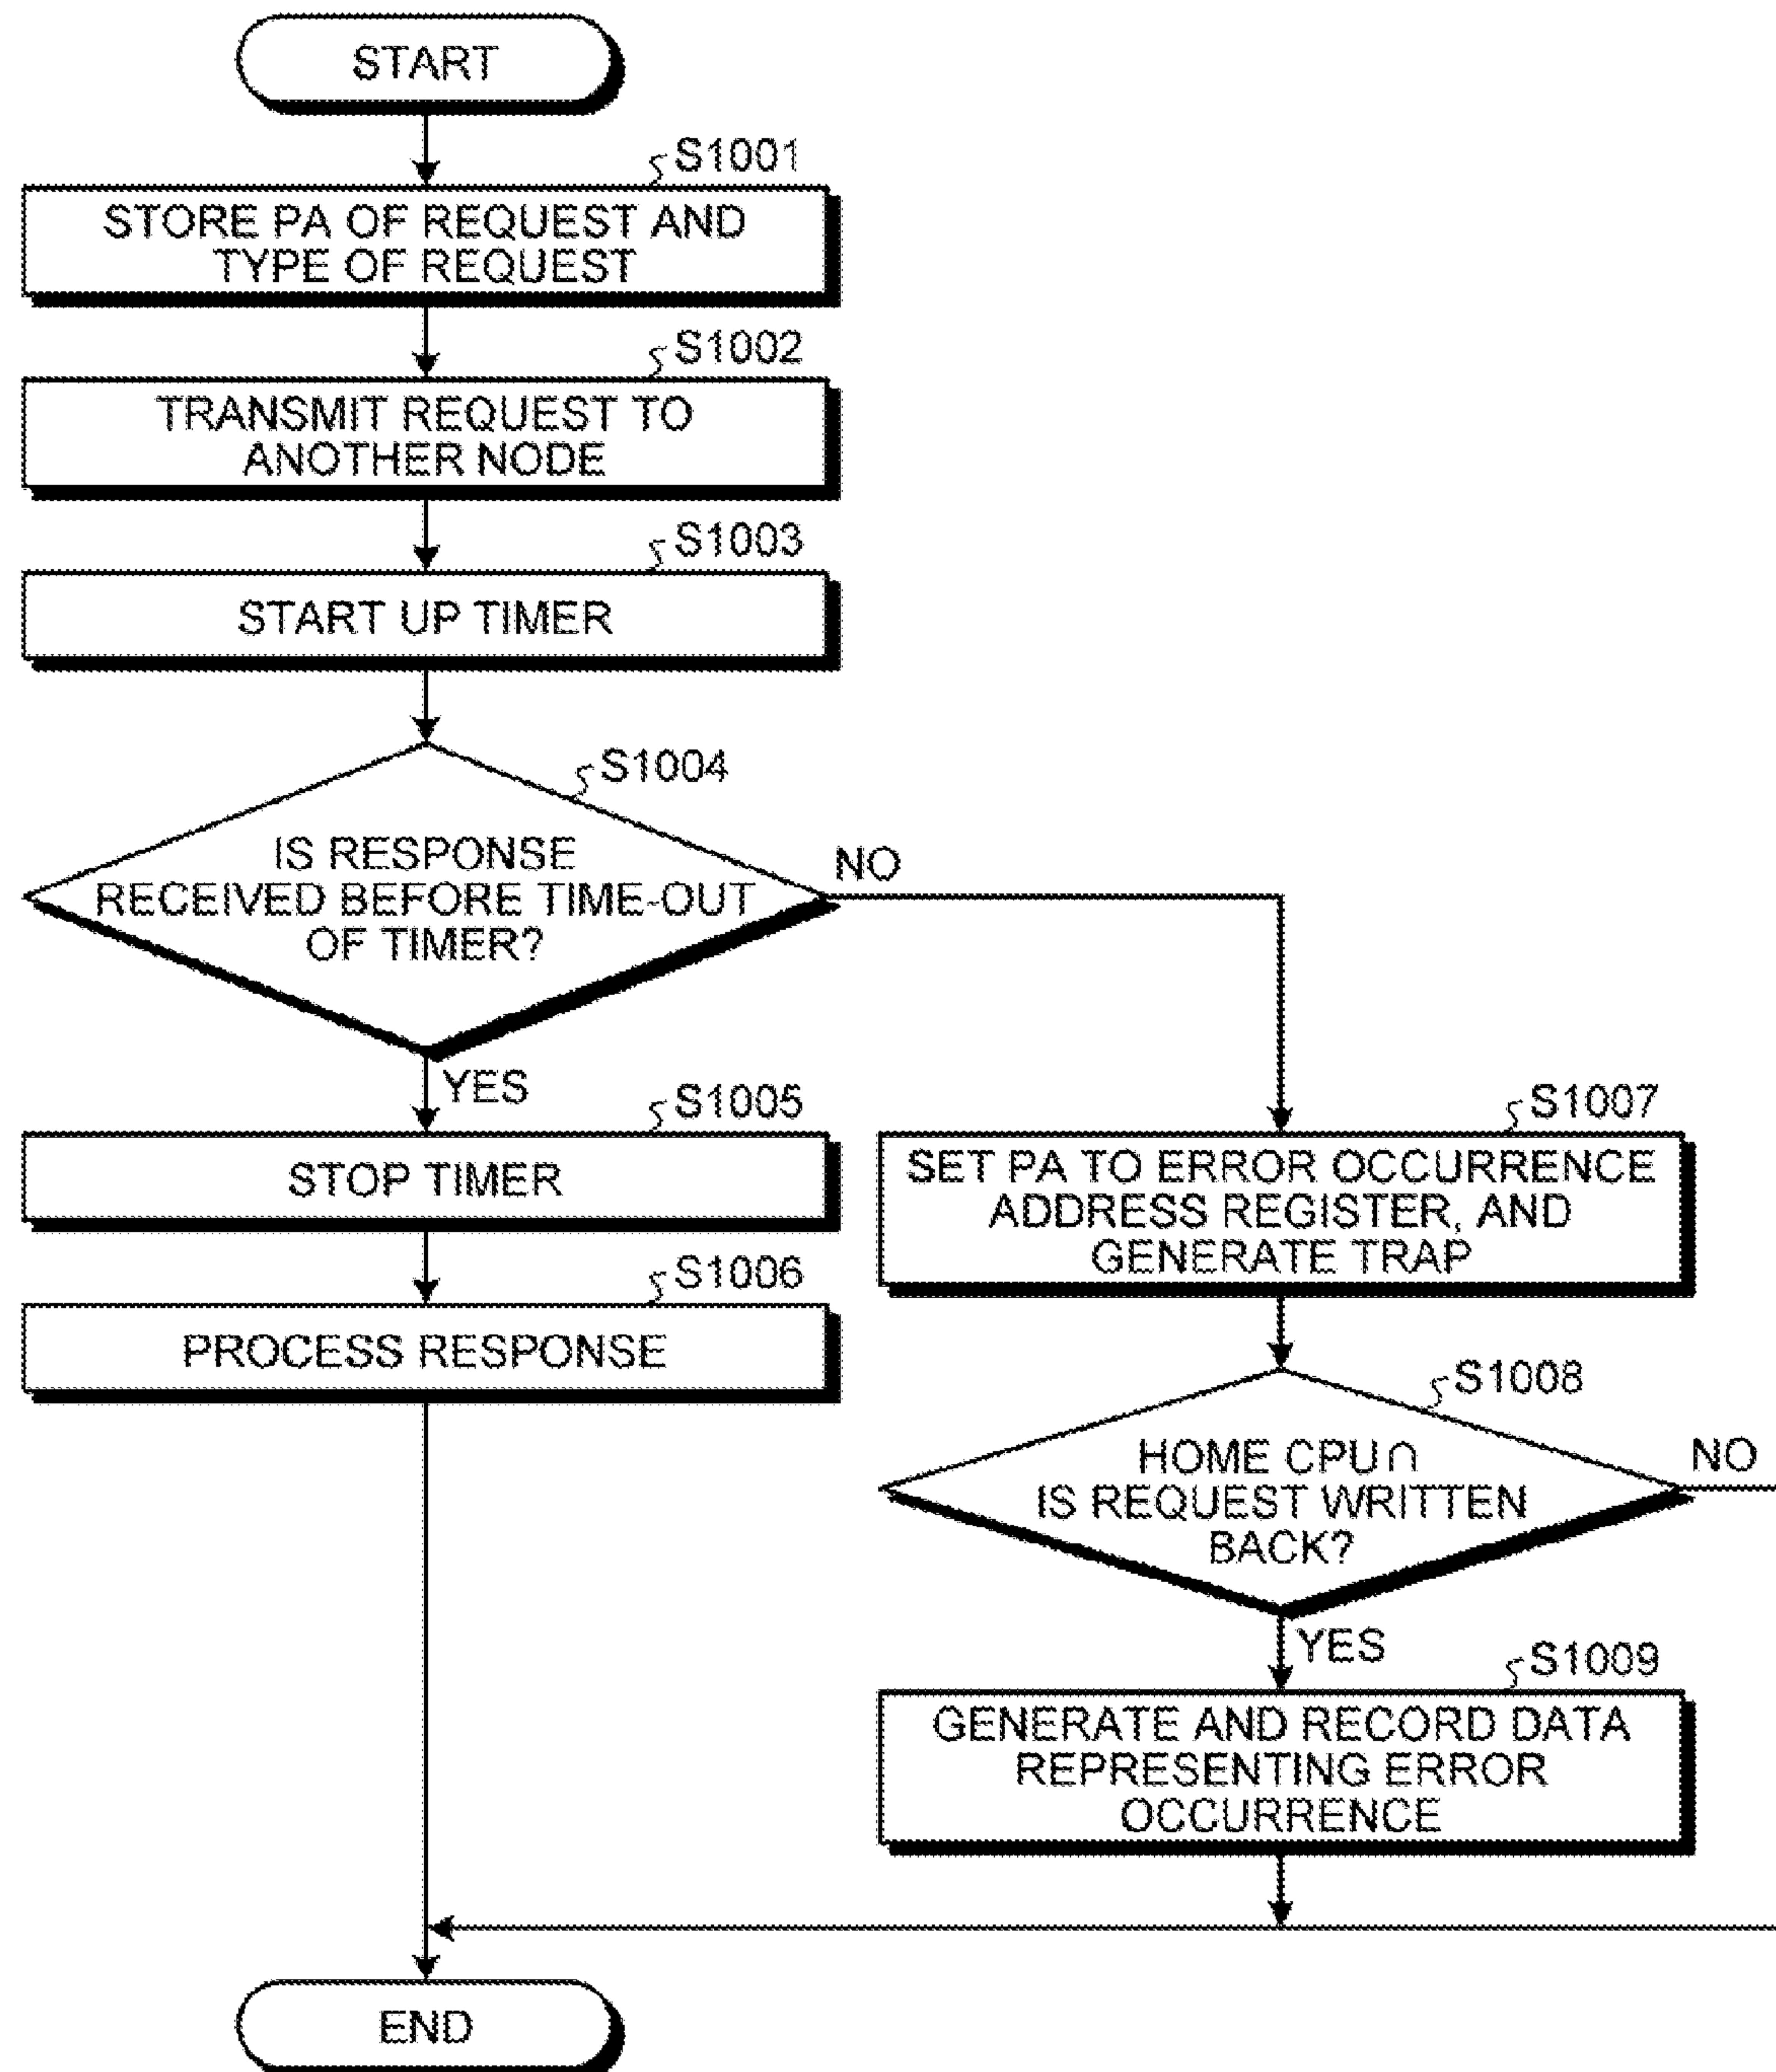 START
S1001
STORE PA OF REQUEST AND
TYPE OF REQUEST
S1002
TRANSMIT REQUEST TO
ANOTHER NODE
S1003
START UP TIMER
S1004
IS RESPONSE
RECEIVED BEFORE TIME-OUT
OF TIMER?
NO
YES
S1005
STOP TIMER
S1006
PROCESS RESPONSE
S1007
SET PA TO ERROR OCCURRENCE
ADDRESS REGISTER, AND
GENERATE TRAP
S1008
HOME CPU∩
IS REQUEST WRITTEN
BACK?
NO
YES
S1009
GENERATE AND RECORD DATA
REPRESENTING ERROR
OCCURRENCE
END